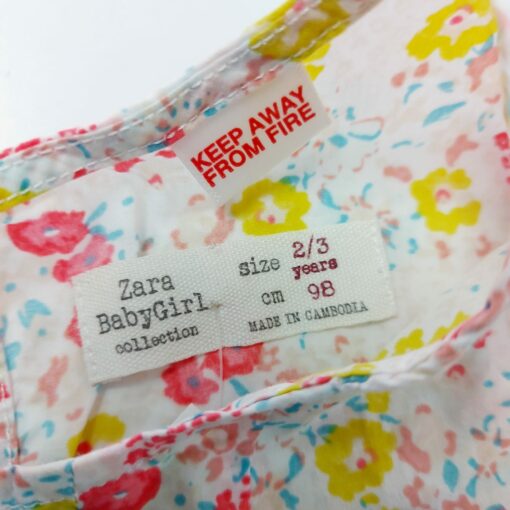 KEEP AWAY
FROM FIRE
Zara
BabyGirl
collection
size 2/3
years
cm 98
MADE IN CAMBODIA